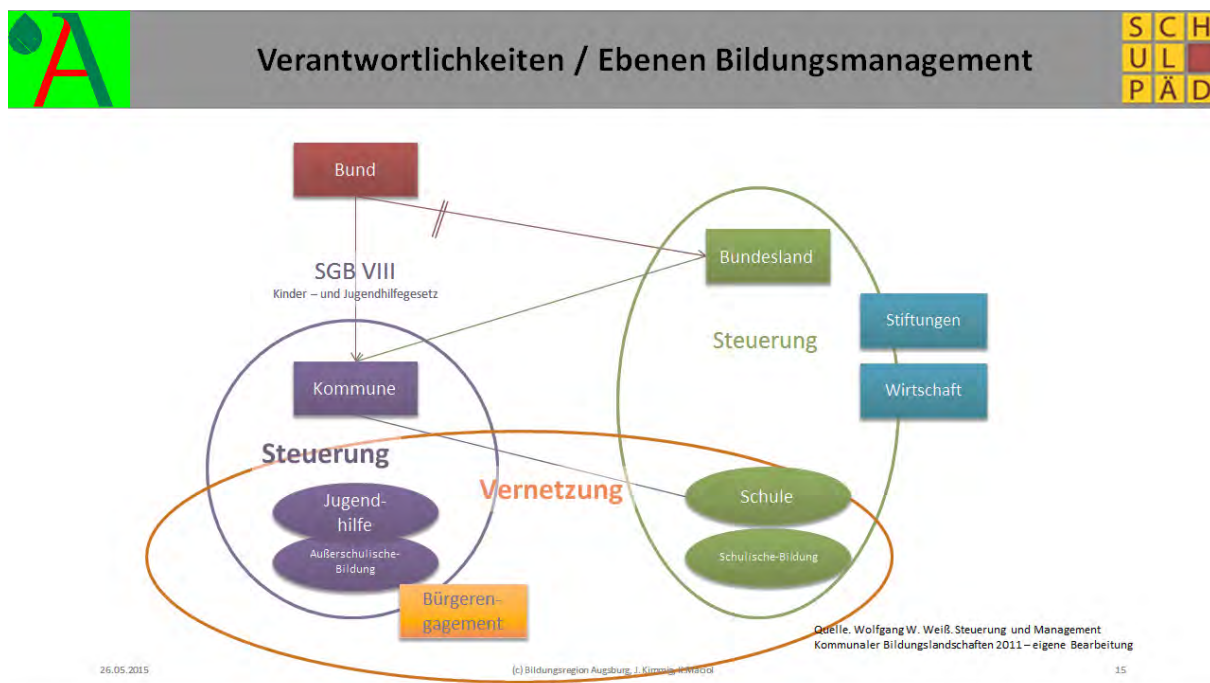 A
S C H
U L
P Ä D
Verantwortlichkeiten / Ebenen Bildungsmanagement
Bund
Bundesland
SGB VIII
Kinder – und Jugendhilfegesetz
Stiftungen
Steuerung
Kommune
Wirtschaft
Steuerung
Vernetzung
Schule
Jugend-
hilfe
Außerschulische-
Bildung
Schulische-Bildung
Bürgeren-
gagement
Quelle. Wolfgang W. Weiß. Steuerung und Management
Kommunaler Bildungslandschaften 2011 – eigene Bearbeitung
26.05.2015
(c) Bildungsregion Augsburg, J. Kimmig,
15